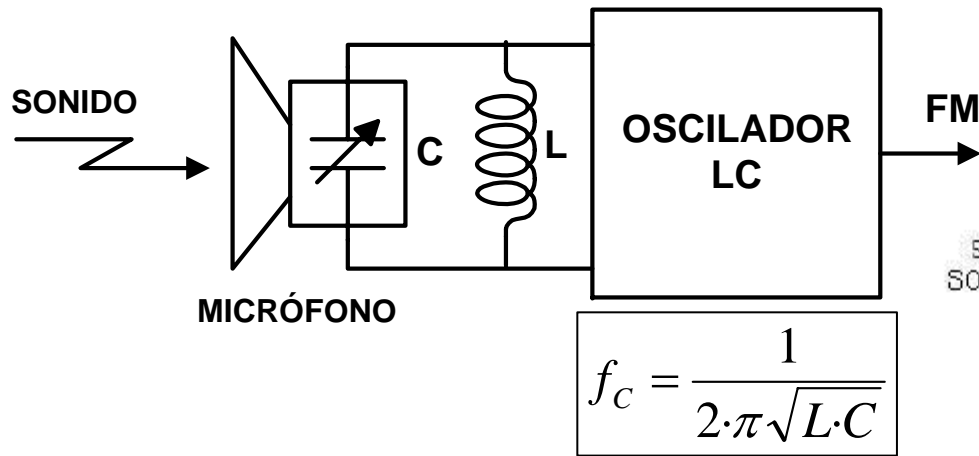 SONIDO
C
L
OSCILADOR
LC
FM
MICRÓFONO
f_C = 1 / (2·π√(L·C))